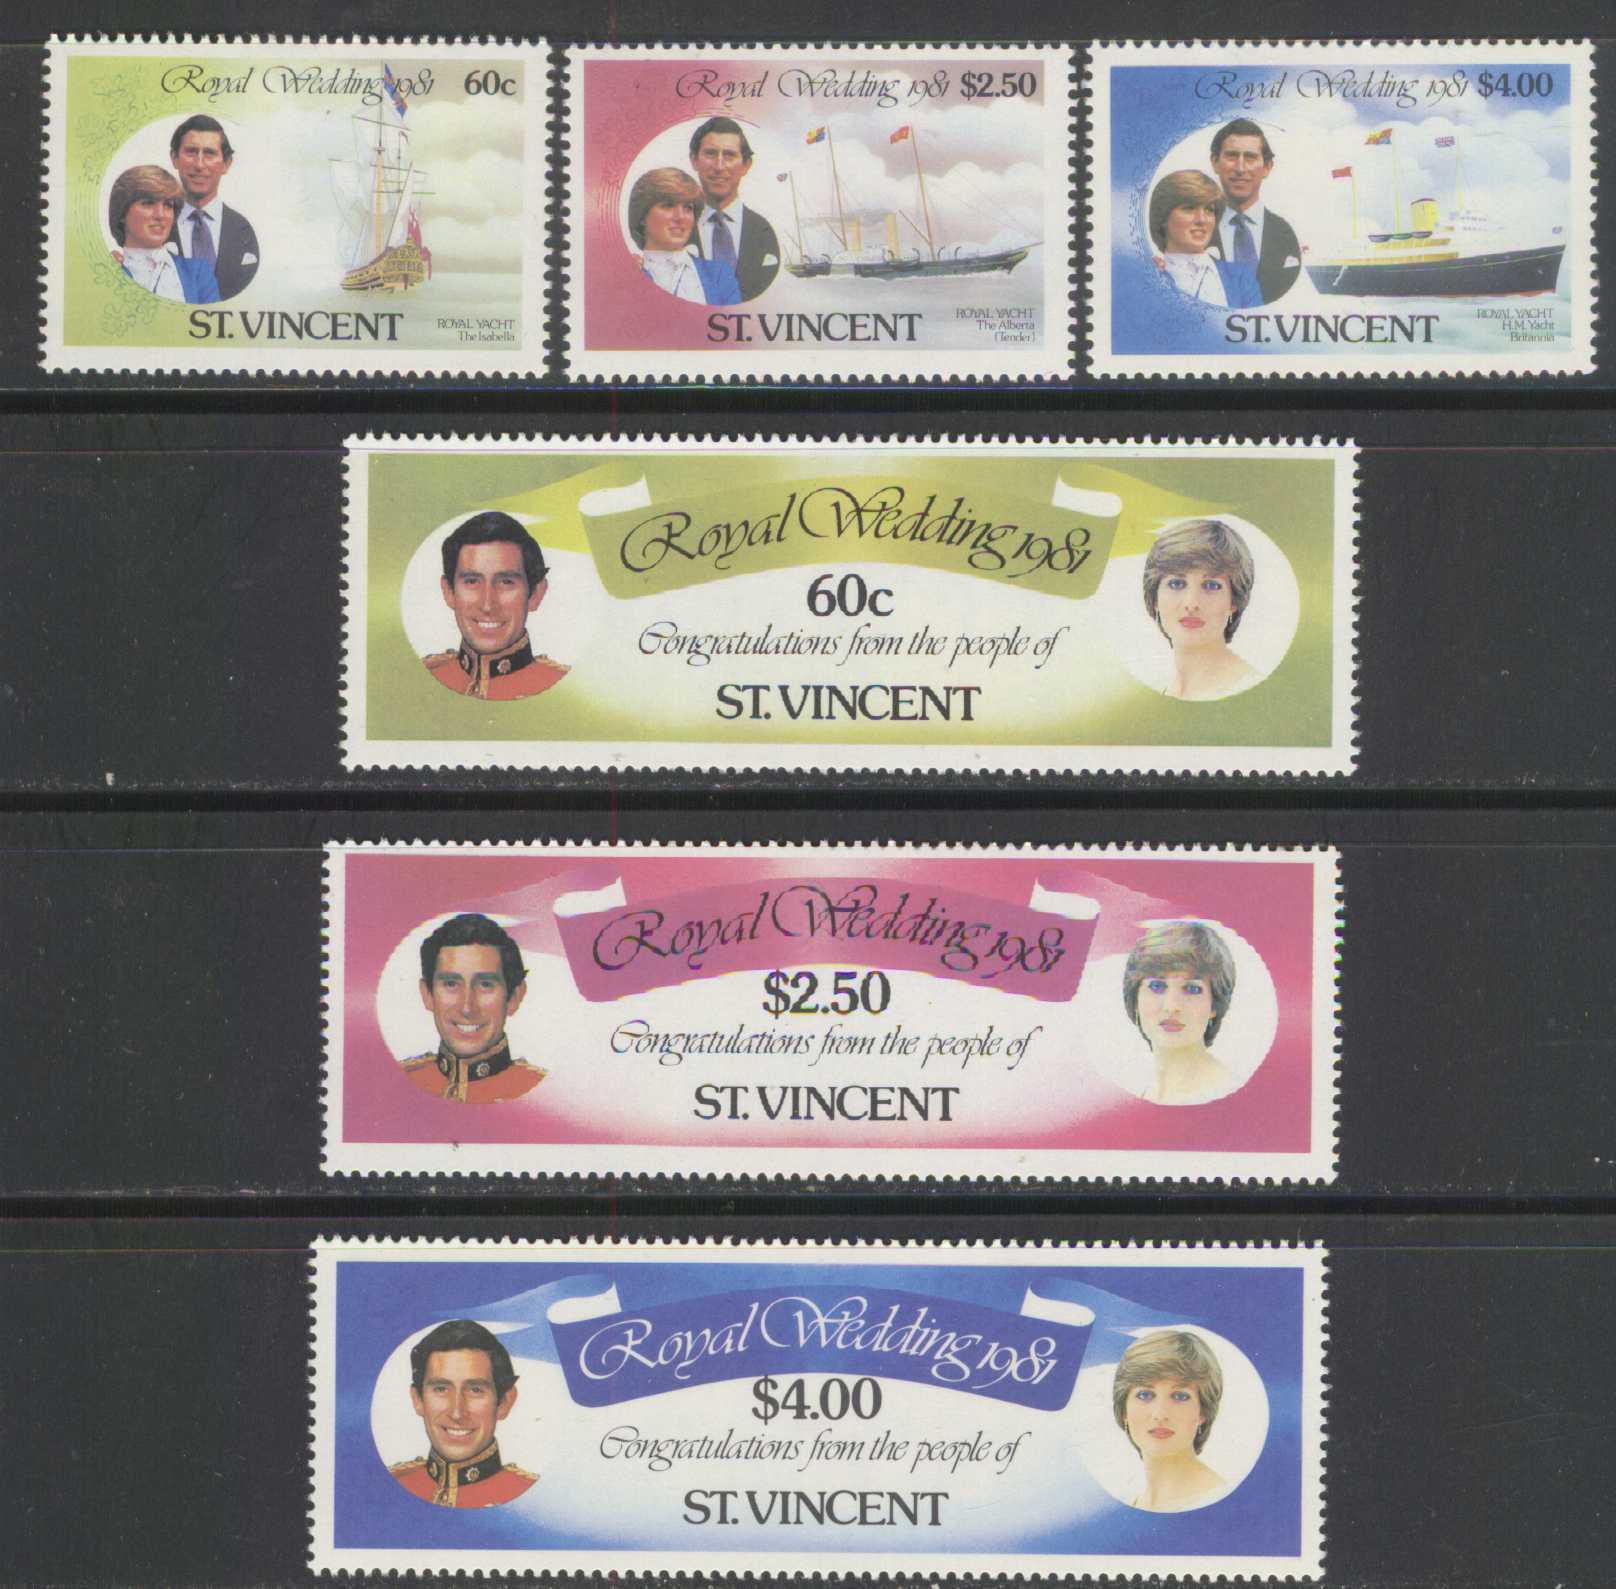 Royal Wedding 1981 60c
ST. VINCENT
ROYAL YACHT
The Isabella
Royal Wedding 1981 $2.50
ST. VINCENT
ROYAL YACHT
The Alberta
(Tender)
Royal Wedding 1981 $4.00
ST. VINCENT
ROYAL YACHT
H.M. Yacht
Britannia
Royal Wedding 1981
60c
Congratulations from the people of
ST. VINCENT
Royal Wedding 1981
$2.50
Congratulations from the people of
ST. VINCENT
Royal Wedding 1981
$4.00
Congratulations from the people of
ST. VINCENT